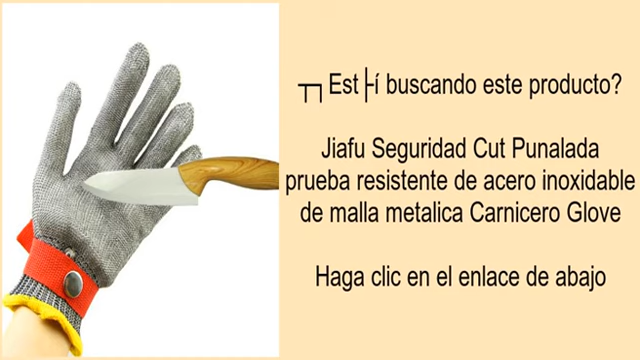 ╥╖ Est├í buscando este producto?
Jiafu Seguridad Cut Punalada
prueba resistente de acero inoxidable
de malla metalica Carnicero Glove
Haga clic en el enlace de abajo